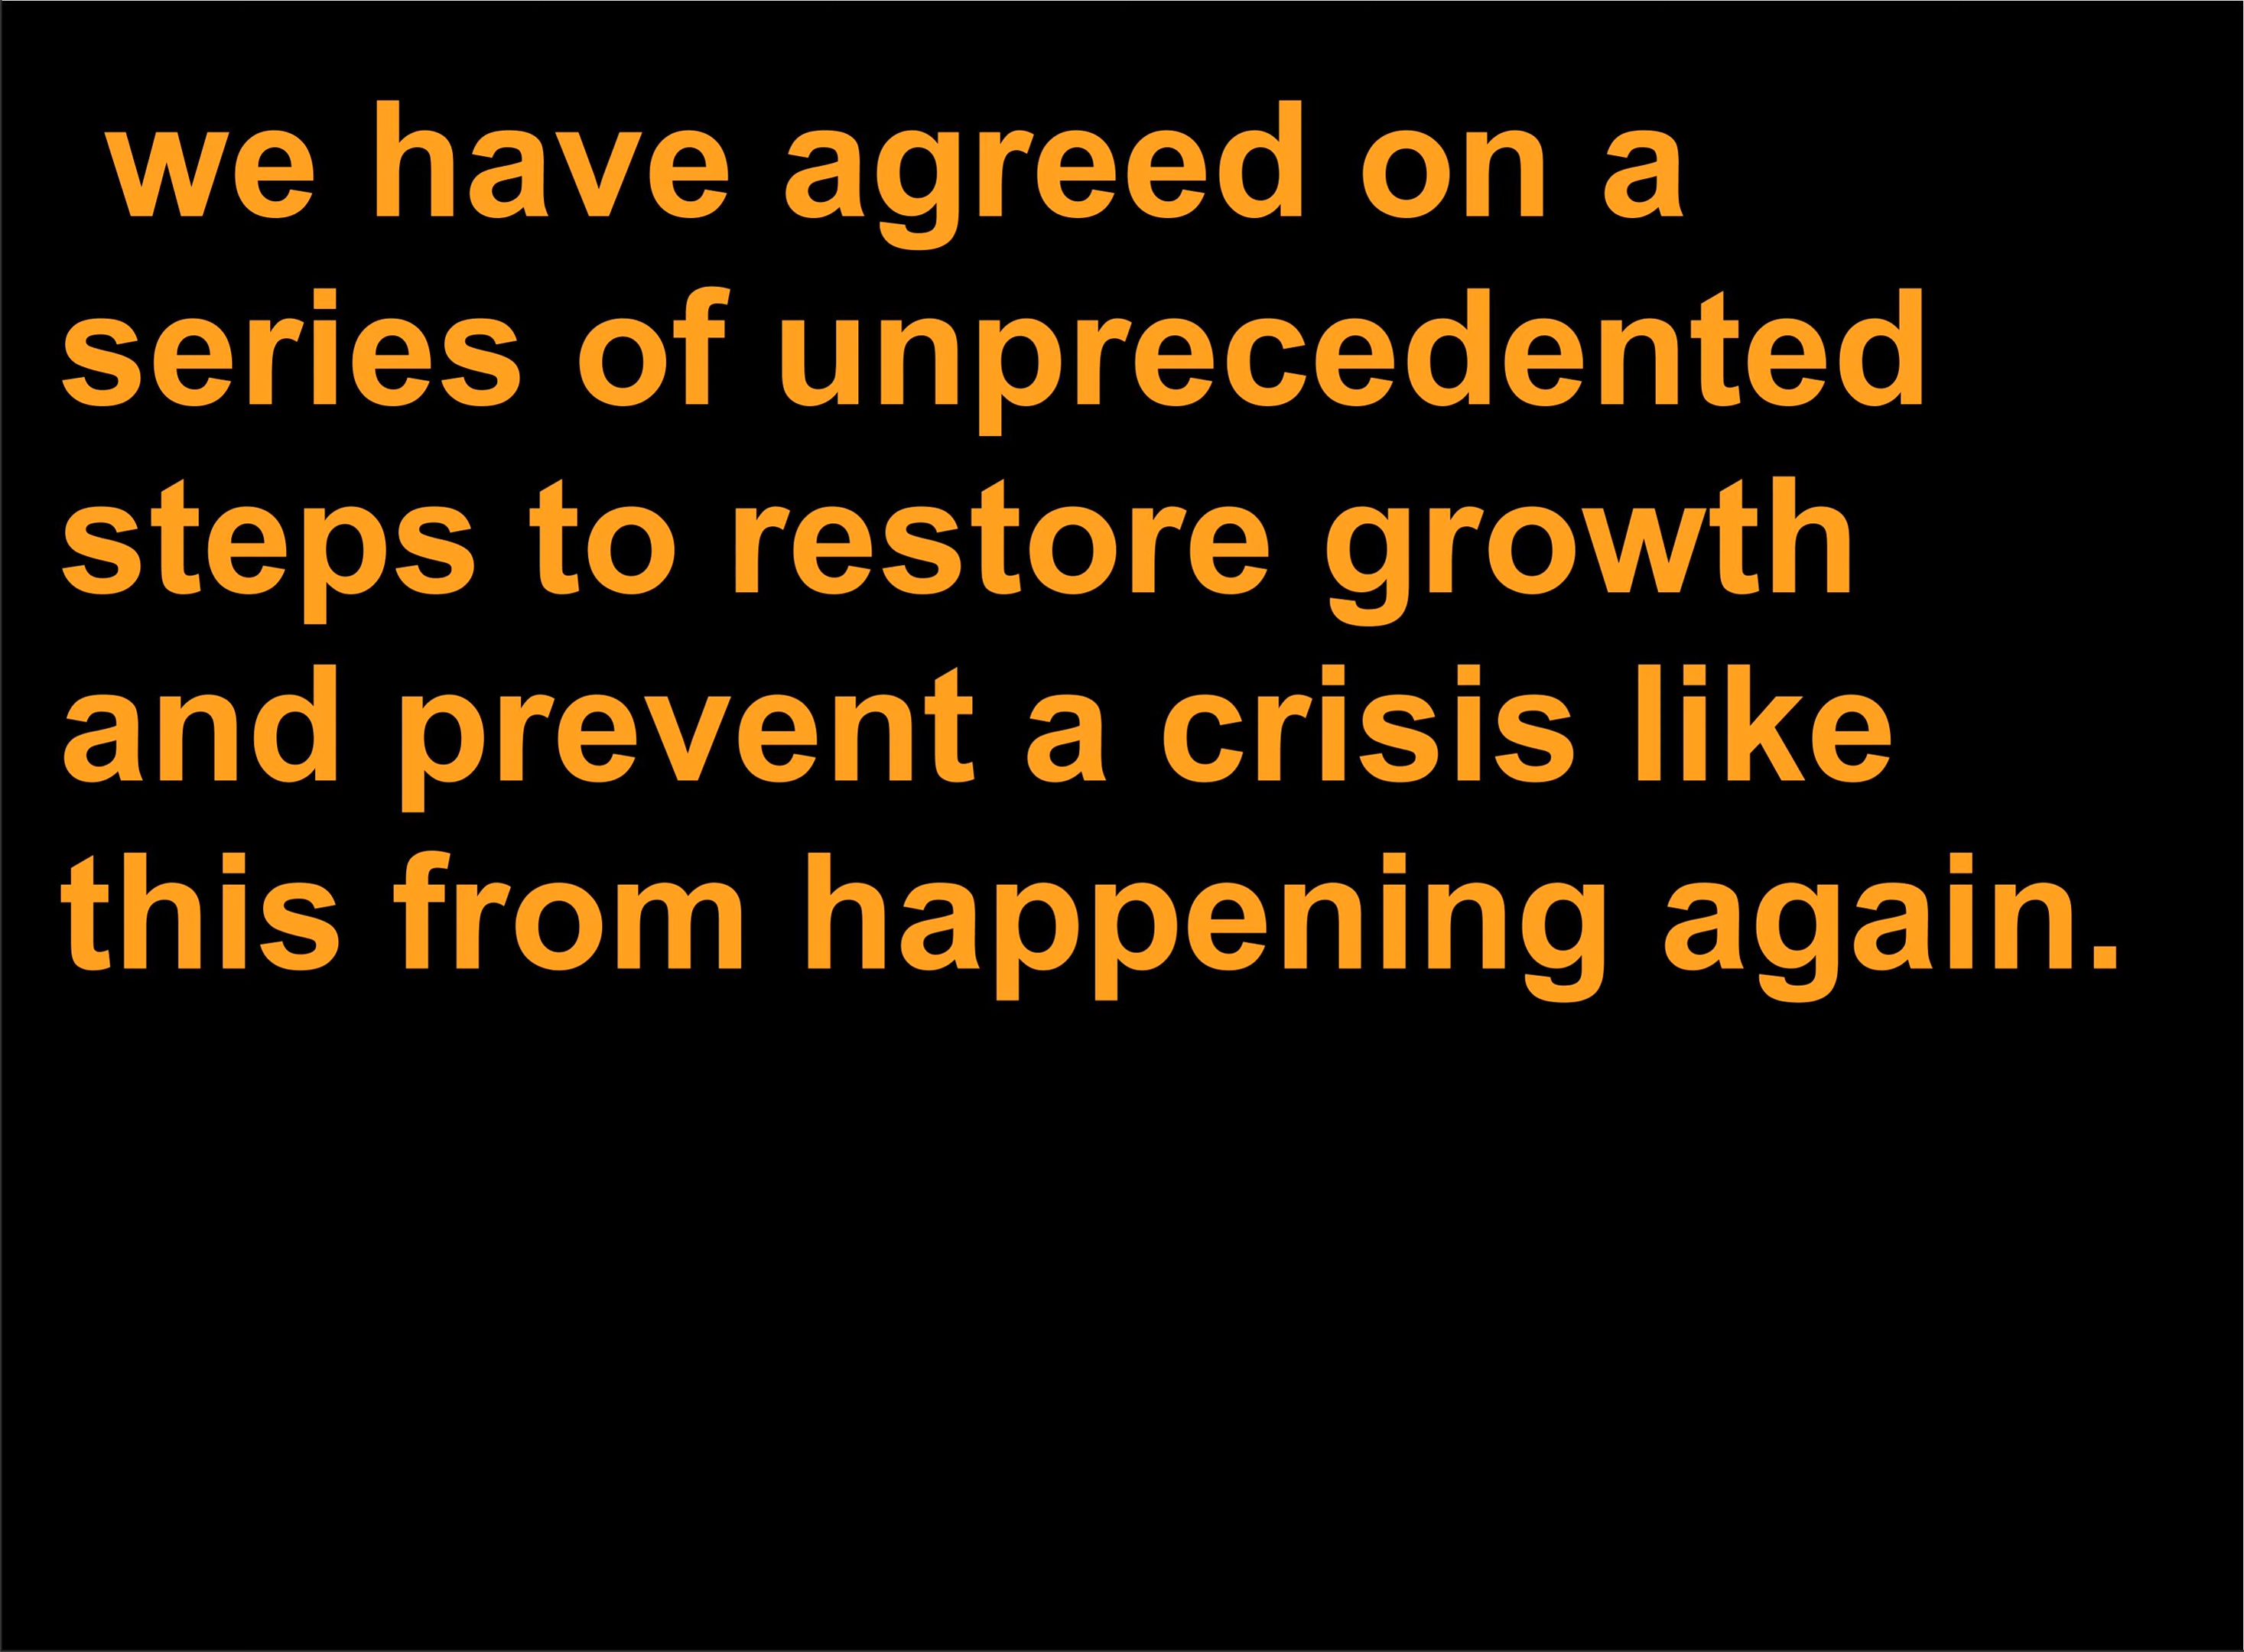 we have agreed on a
series of unprecedented
steps to restore growth
and prevent a crisis like
this from happening again.